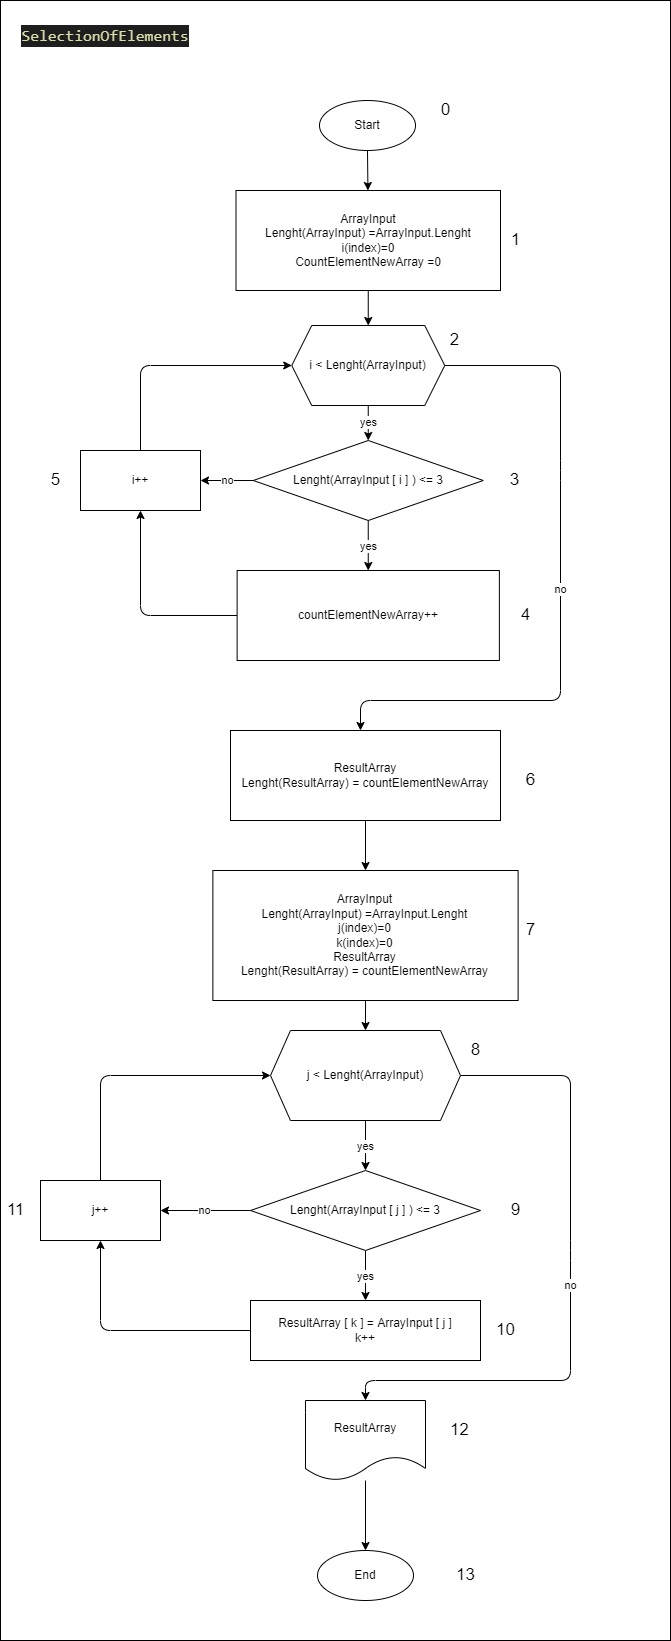 SelectionOfElements
Start
0
ArrayInput
Lenght(ArrayInput) =ArrayInput.Lenght
i(index)=0
CountElementNewArray =0
1
i < Lenght(ArrayInput)
2
yes
Lenght(ArrayInput [ i ] ) <= 3
3
no
i++
5
yes
countElementNewArray++
4
no
ResultArray
Lenght(ResultArray) = countElementNewArray
6
ArrayInput
Lenght(ArrayInput) =ArrayInput.Lenght
j(index)=0
k(index)=0
ResultArray
Lenght(ResultArray) = countElementNewArray
7
j < Lenght(ArrayInput)
8
yes
Lenght(ArrayInput [ j ] ) <= 3
9
no
j++
11
yes
ResultArray [ k ] = ArrayInput [ j ]
k++
10
no
ResultArray
12
End
13